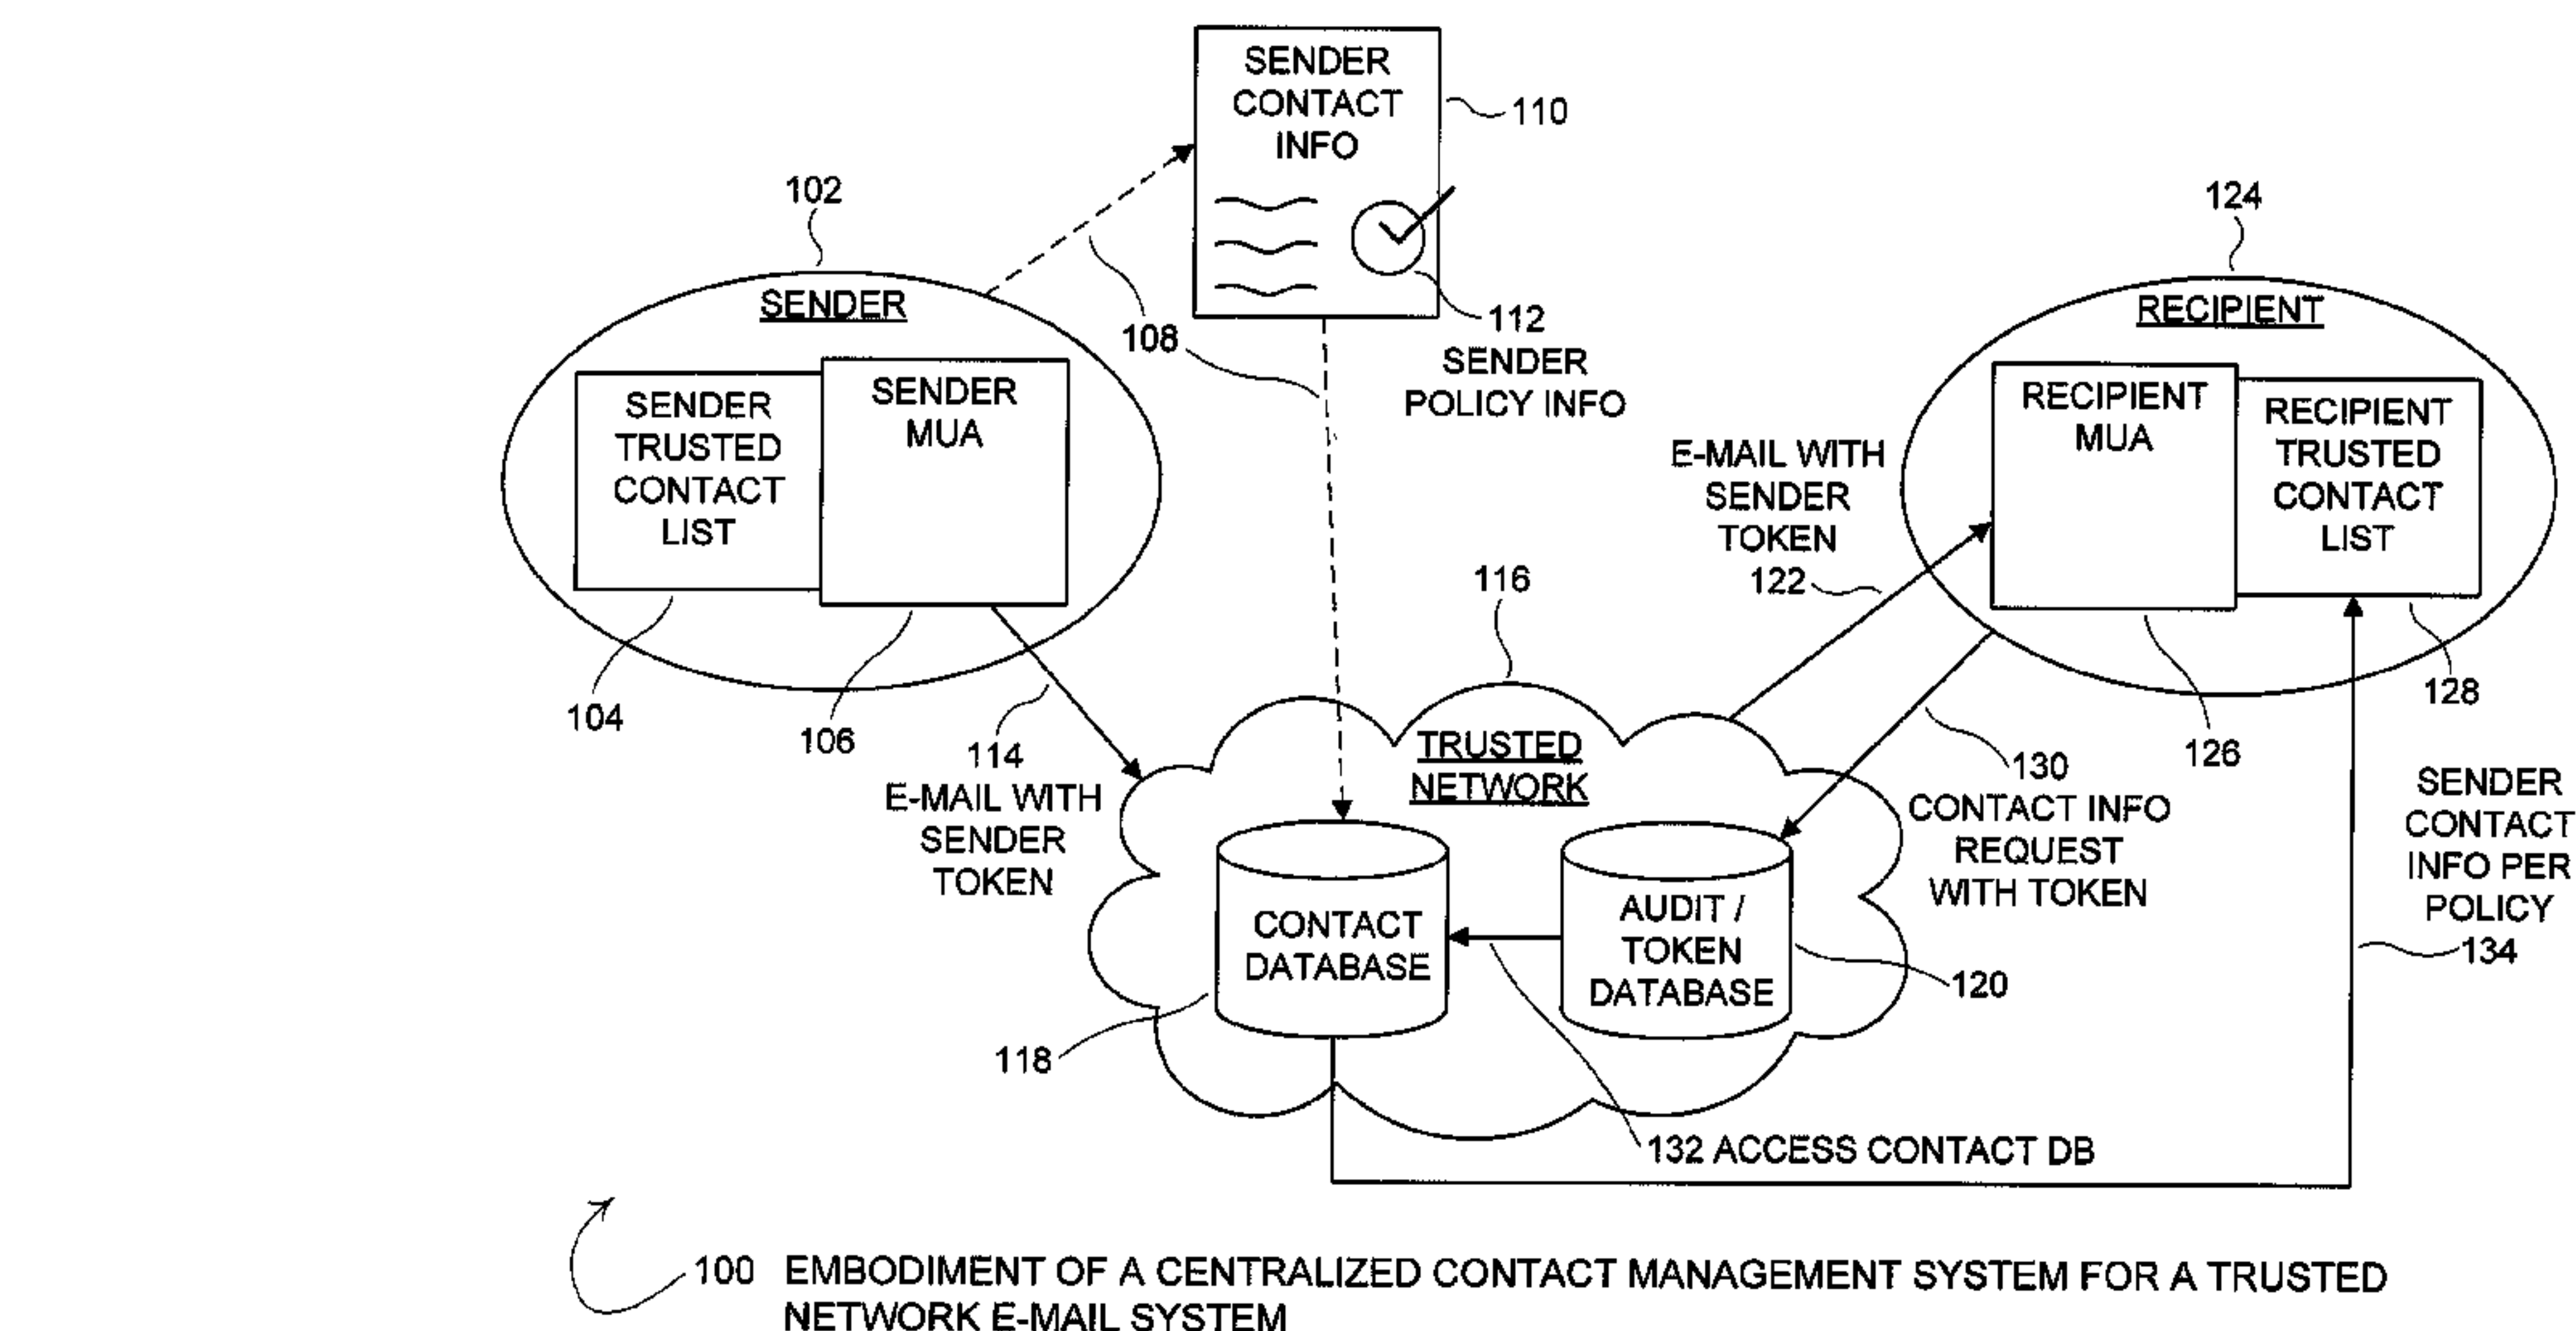 SENDER
CONTACT
INFO
110
112
SENDER
POLICY INFO
108
102
SENDER
SENDER
TRUSTED
CONTACT
LIST
SENDER
MUA
104
106
114
E-MAIL WITH
SENDER
TOKEN
124
RECIPIENT
RECIPIENT
MUA
RECIPIENT
TRUSTED
CONTACT
LIST
E-MAIL WITH
SENDER
TOKEN
122
116
128
126
130
CONTACT INFO
REQUEST
WITH TOKEN
SENDER
CONTACT
INFO PER
POLICY
134
TRUSTED
NETWORK
CONTACT
DATABASE
AUDIT /
TOKEN
DATABASE
120
118
132 ACCESS CONTACT DB
100 EMBODIMENT OF A CENTRALIZED CONTACT MANAGEMENT SYSTEM FOR A TRUSTED
NETWORK E-MAIL SYSTEM